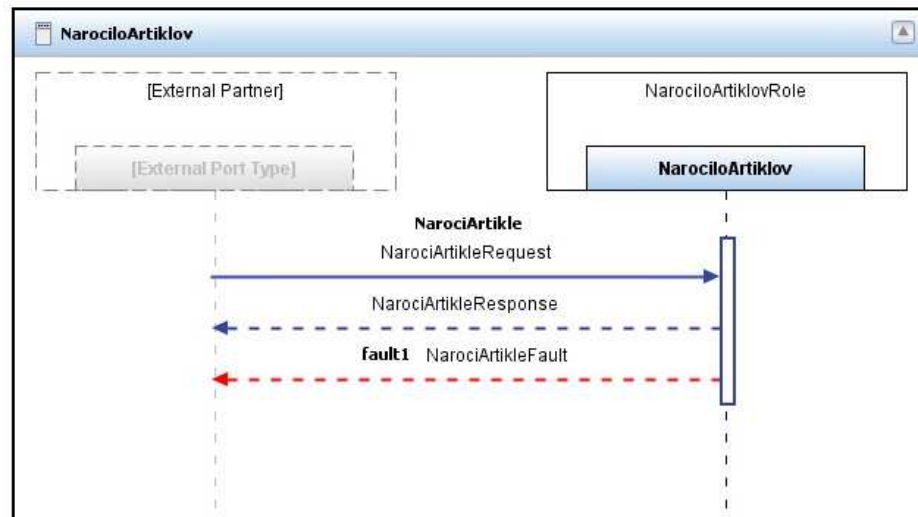 NarociloArtiklov
[External Partner]
NarociloArtiklovRole
[External Port Type]
NarociloArtiklov
NarociArtikle
NarociArtikleRequest
NarociArtikleResponse
fault1 NarociArtikleFault